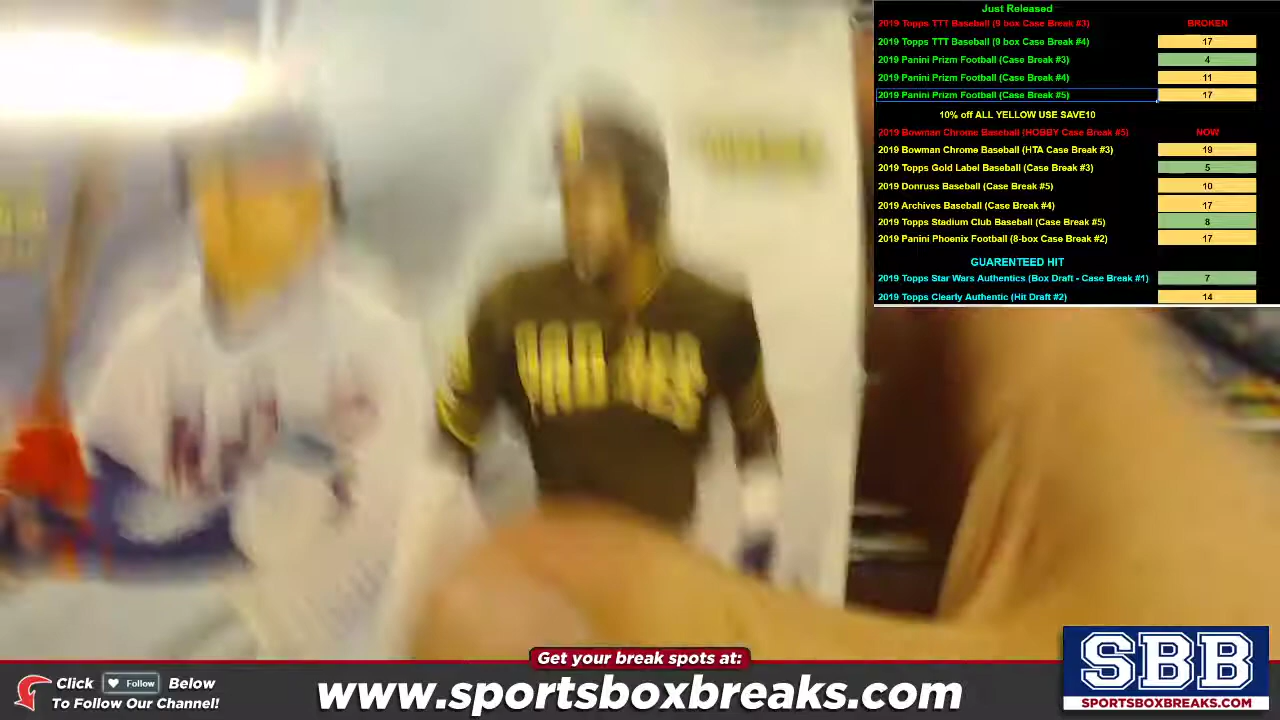 Just Released
2019 Topps TTT Baseball (9 box Case Break #3) BROKEN
2019 Topps TTT Baseball (9 box Case Break #4) 17
2019 Panini Prizm Football (Case Break #3) 4
2019 Panini Prizm Football (Case Break #4) 11
2019 Panini Prizm Football (Case Break #5) 17
10% off ALL YELLOW USE SAVE10
2019 Bowman Chrome Baseball (HOBBY Case Break #5) NOW
2019 Bowman Chrome Baseball (HTA Case Break #3) 19
2019 Topps Gold Label Baseball (Case Break #3) 5
2019 Donruss Baseball (Case Break #5) 10
2019 Archives Baseball (Case Break #4) 17
2019 Topps Stadium Club Baseball (Case Break #5) 8
2019 Panini Phoenix Football (8-box Case Break #2) 17
GUARENTEED HIT
2019 Topps Star Wars Authentics (Box Draft - Case Break #1) 7
2019 Topps Clearly Authentic (Hit Draft #2) 14
PADRES
Get your break spots at:
Click Follow Below
To Follow Our Channel!
www.sportsboxbreaks.com
SBB
SPORTSBOXBREAKS.COM